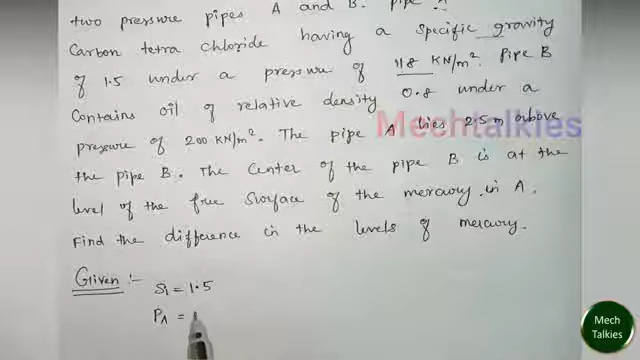 two pressure pipes A and B. Pipe
Carbon tetra chloride having a specific gravity
of 1.5 under a pressure of 118 KN/m². Pipe B
Contains oil of relative density 0.8 under a
pressure of 200 KN/m². The pipe A lies 2.5m above
Mechtalkies
the pipe B. The Center of the pipe B is at the
level of the free Surface of the mercury in A.
Find the difference in the levels of mercury.
Given :-
S₁ = 1.5
P_A =
Mech
Talkies